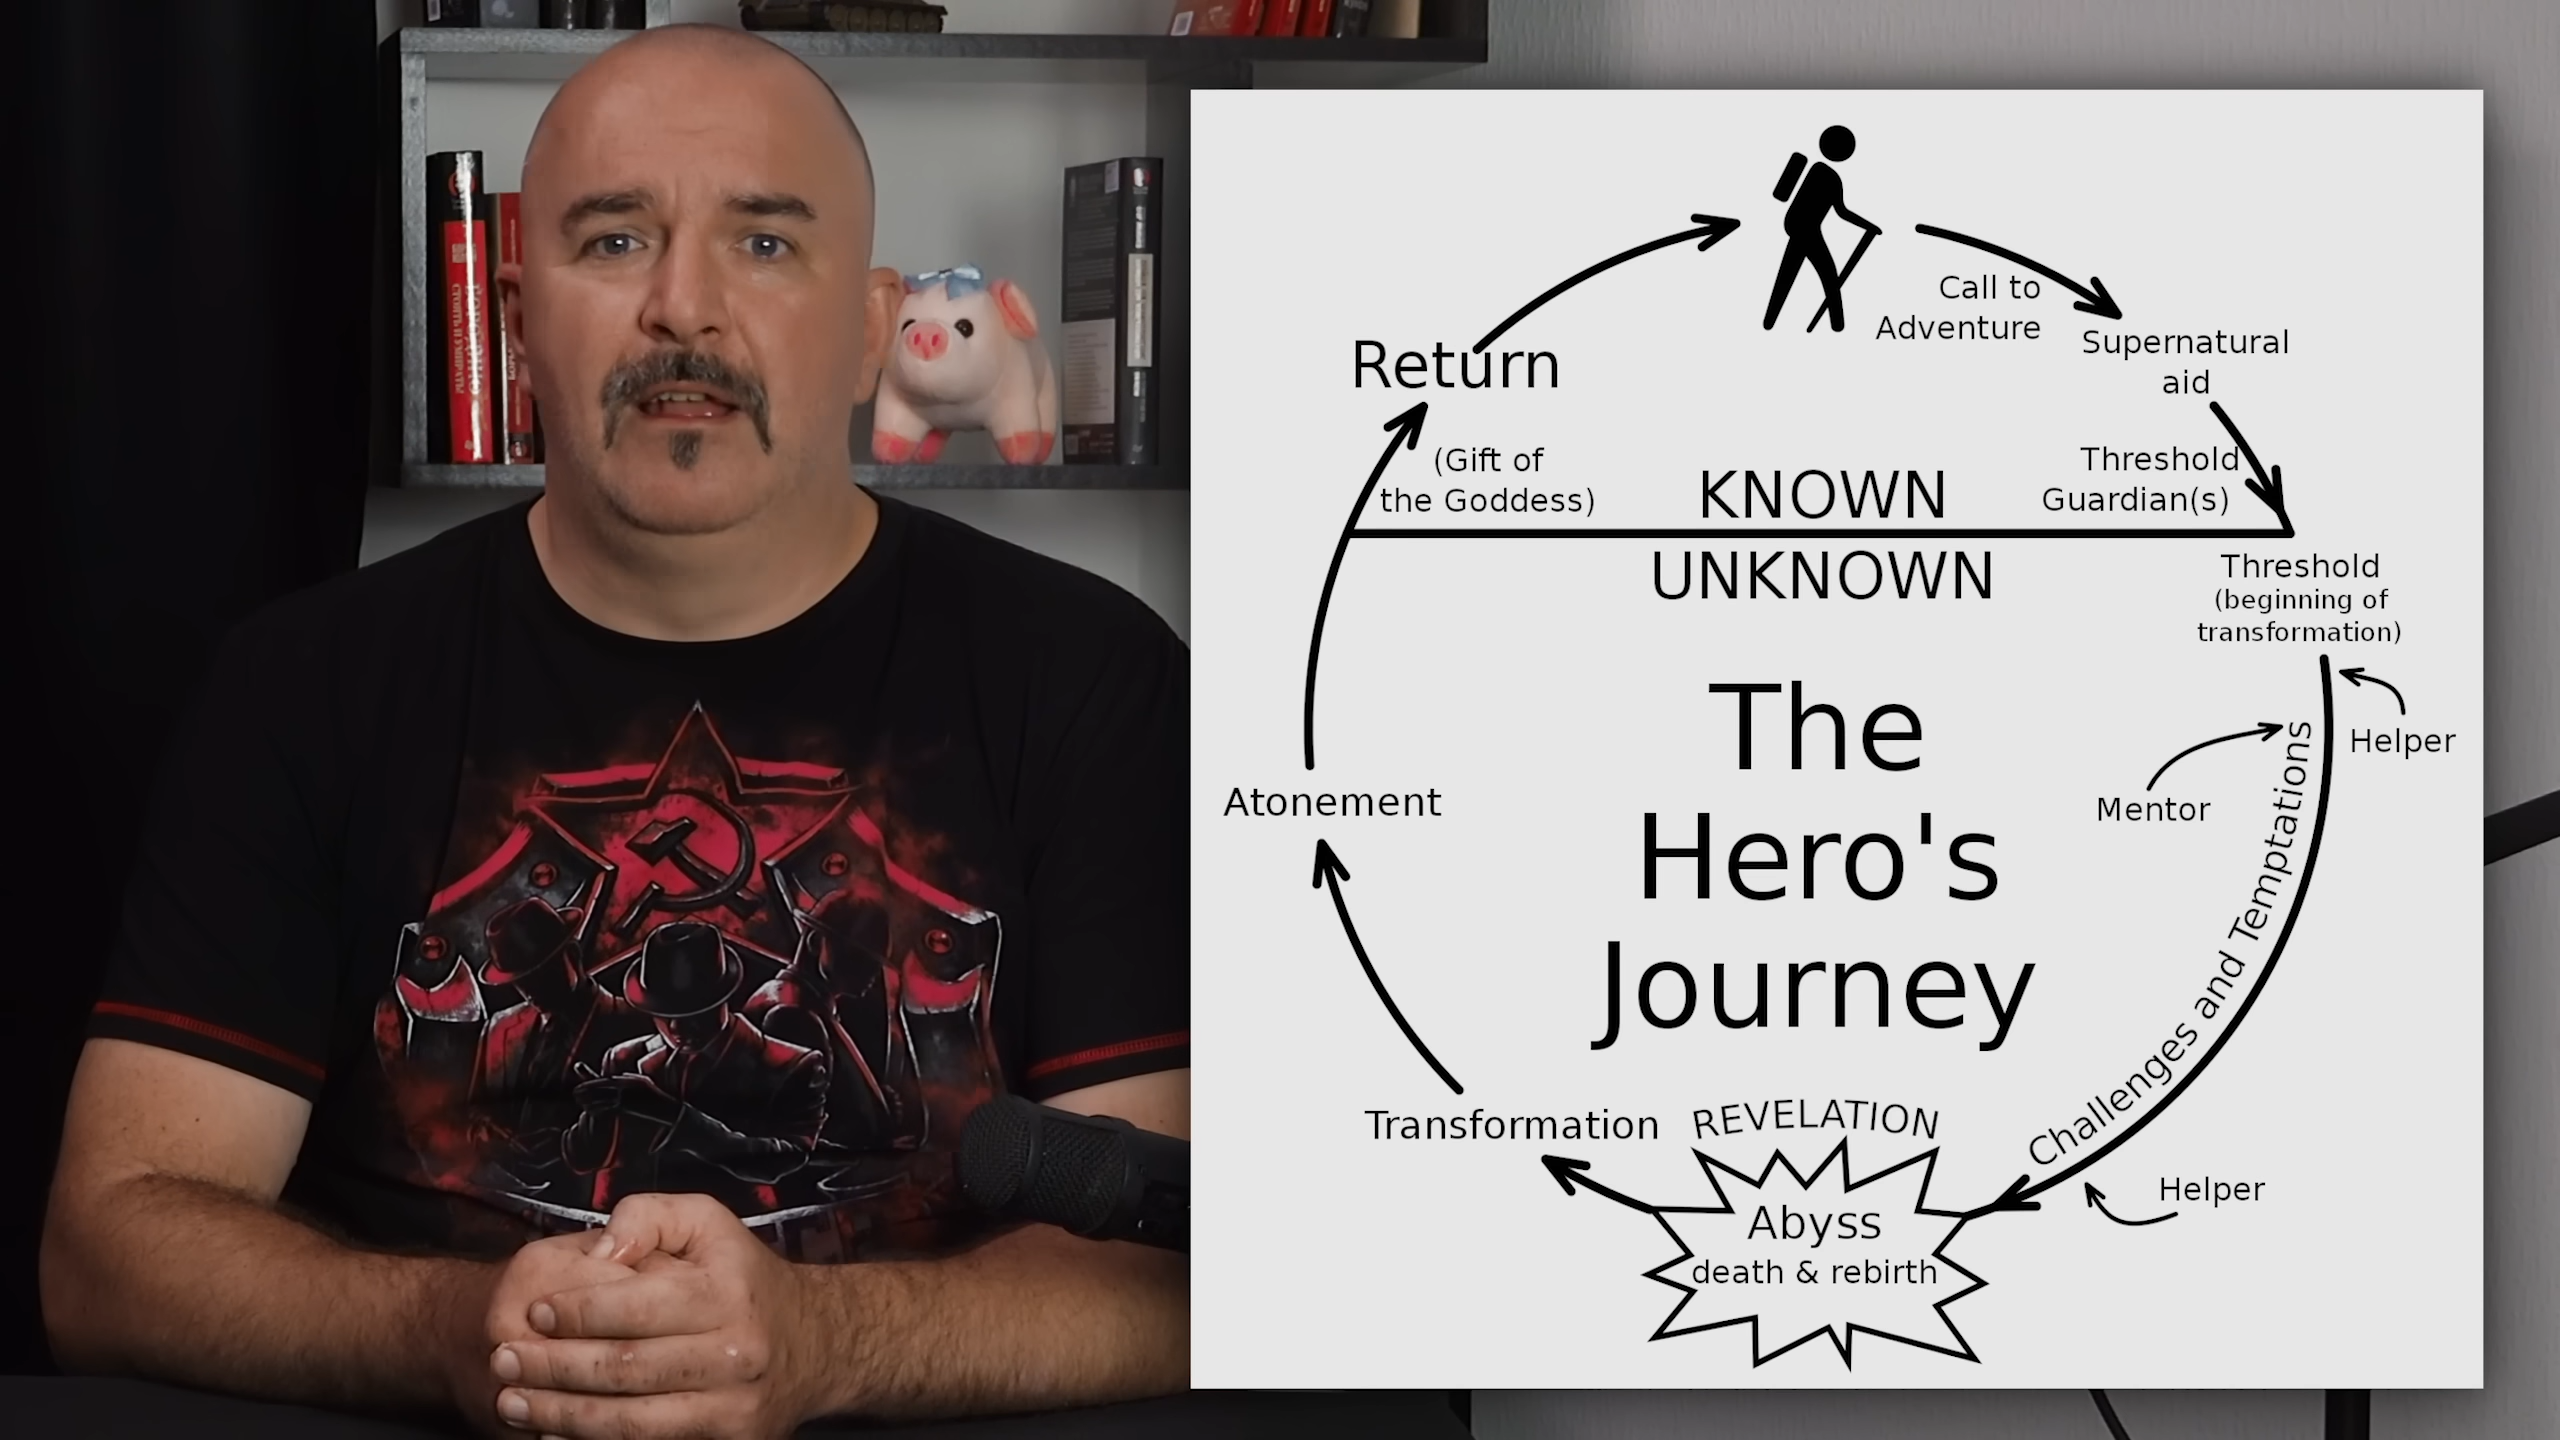 Call to
Adventure
Supernatural
aid
Return
(Gift of
the Goddess)
KNOWN
Threshold
Guardian(s)
UNKNOWN
Threshold
(beginning of
transformation)
The
Hero's
Journey
Helper
Mentor
Challenges and Temptations
Atonement
Transformation
REVELATION
Abyss
death & rebirth
Helper